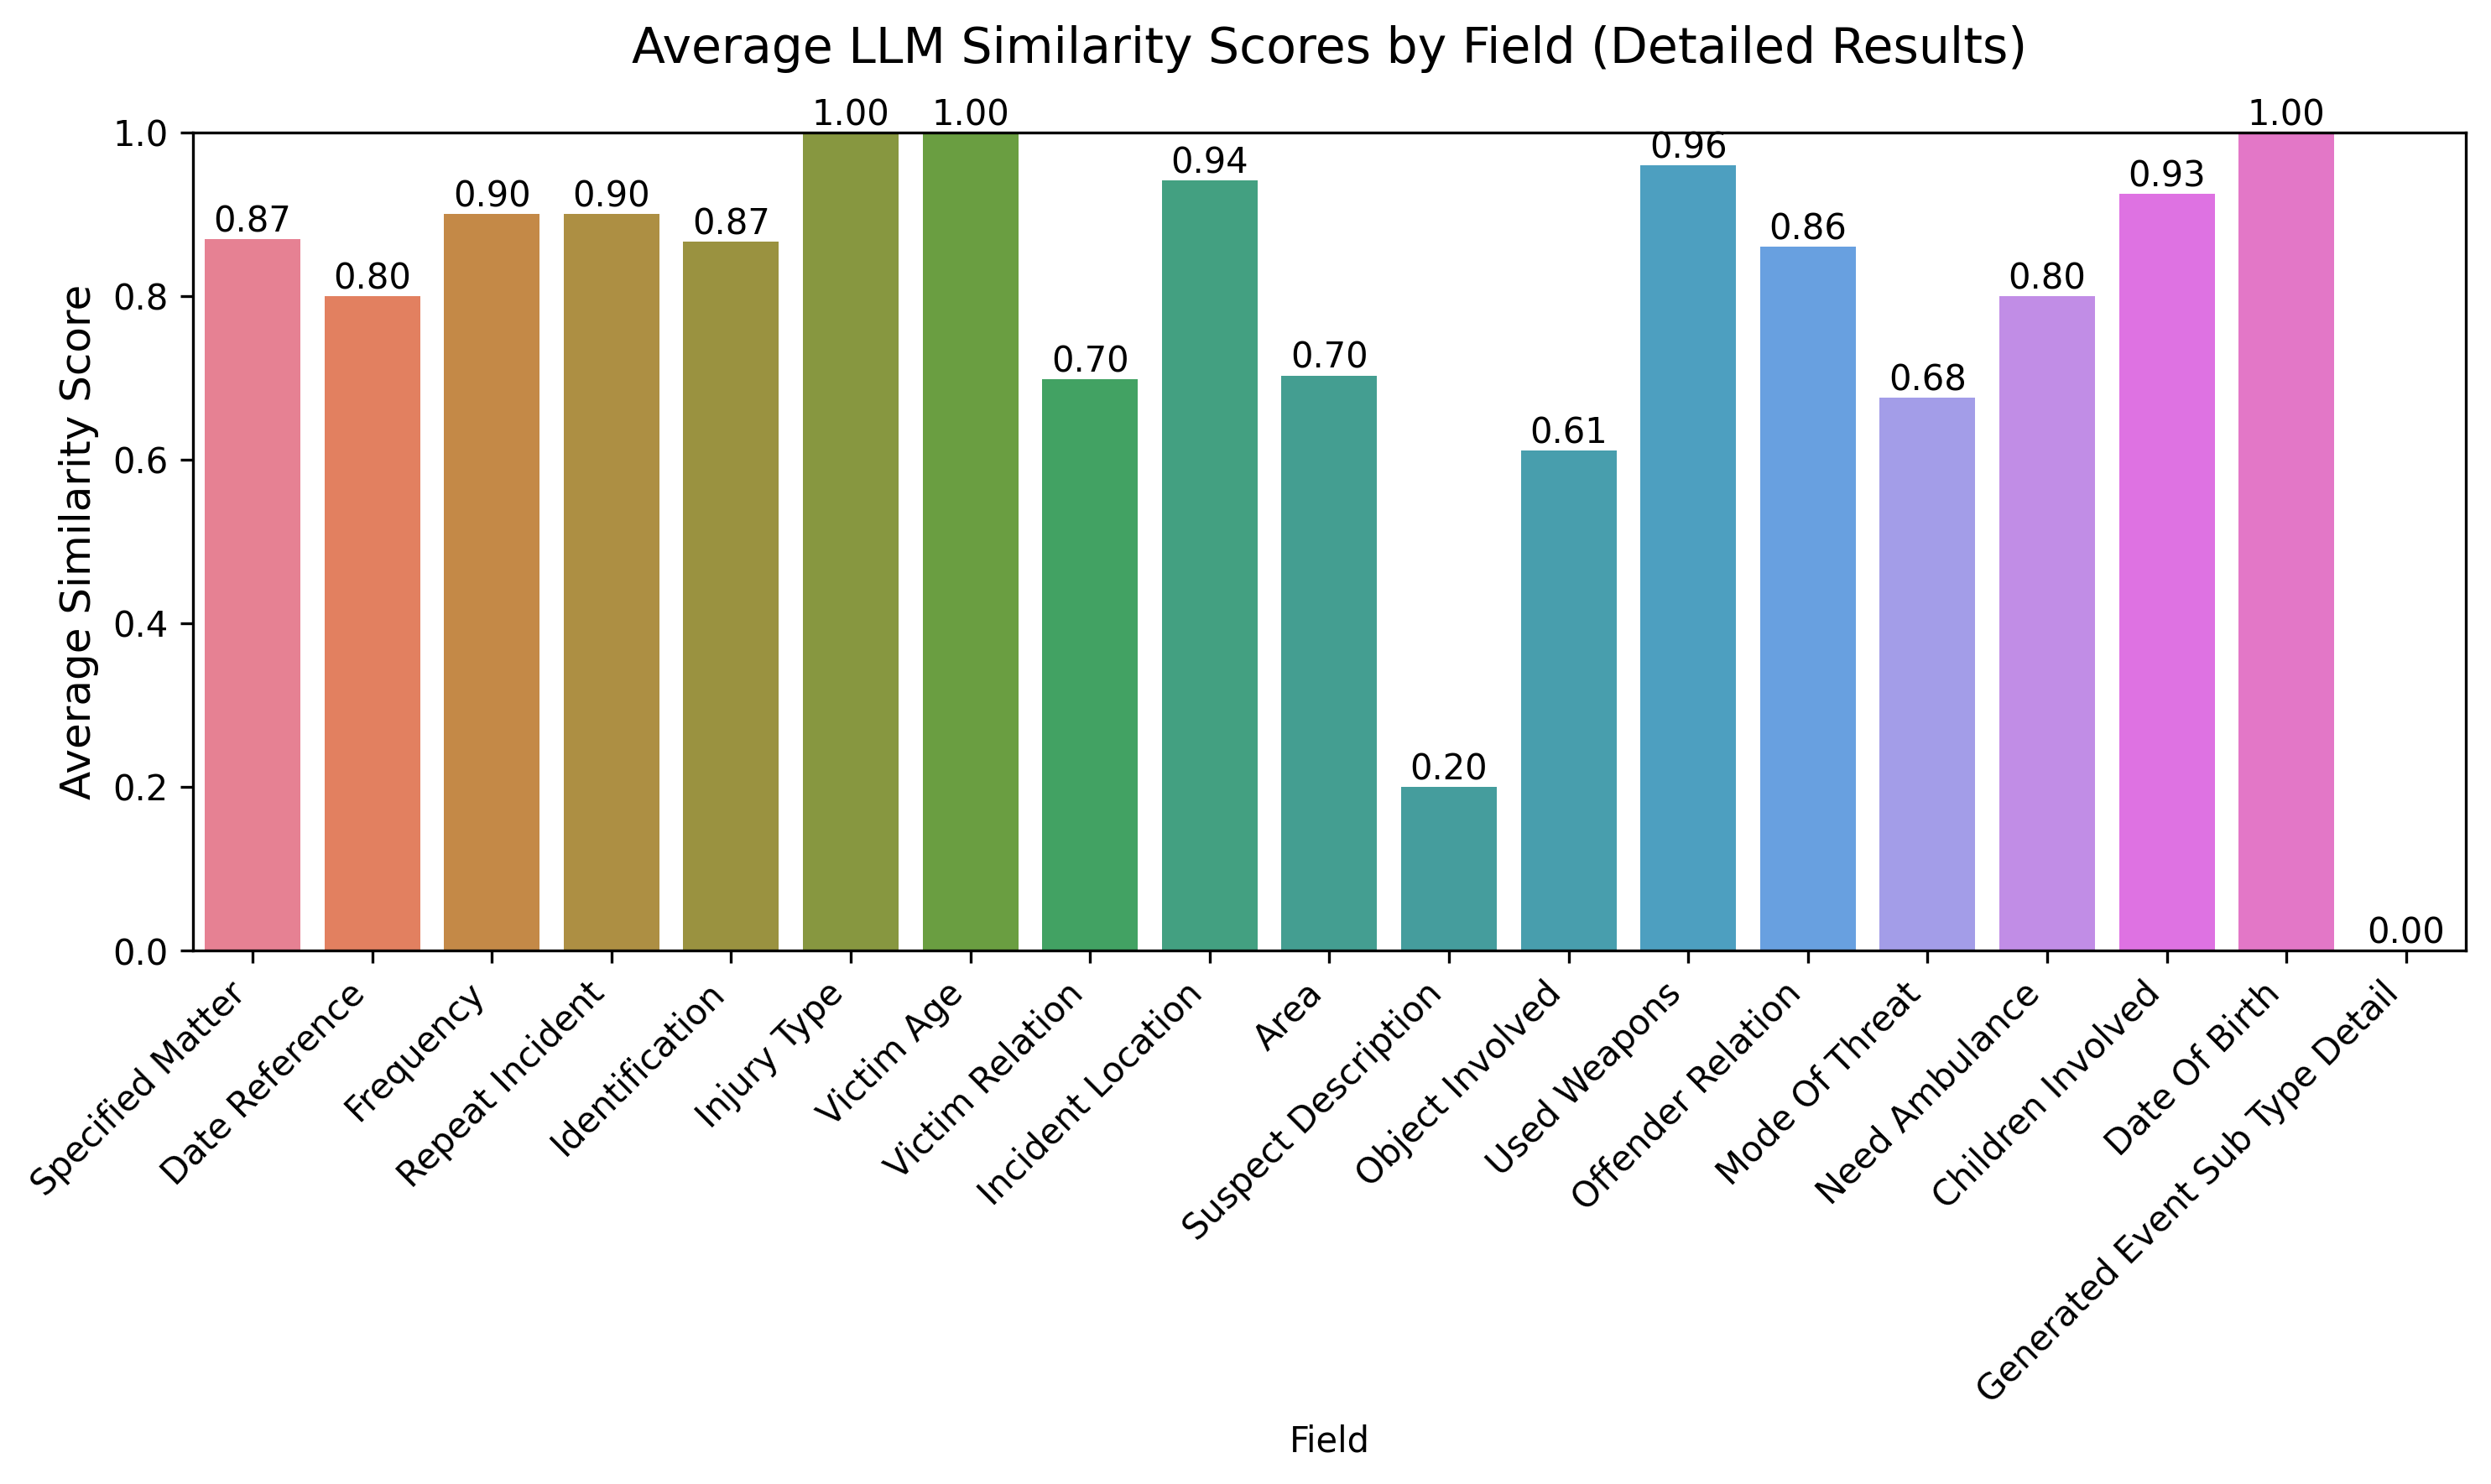 Average LLM Similarity Scores by Field (Detailed Results)
Average Similarity Score
1.0
0.8
0.6
0.4
0.2
0.0
0.87
0.80
0.90
0.90
0.87
1.00
1.00
0.70
0.94
0.70
0.20
0.61
0.96
0.86
0.68
0.80
0.93
1.00
0.00
Specified Matter
Date Reference
Frequency
Repeat Incident
Identification
Injury Type
Victim Age
Victim Relation
Incident Location
Area
Suspect Description
Object Involved
Used Weapons
Offender Relation
Mode Of Threat
Need Ambulance
Children Involved
Date Of Birth
Generated Event Sub Type Detail
Field